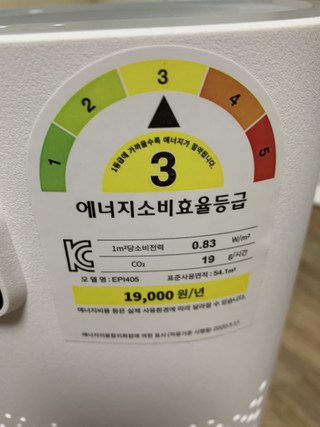 1
2
3
4
5
1등급에 가까울수록 에너지가 절약됩니다.
3
에너지소비효율등급
1m²당소비전력 0.83 W/m²
CO₂ 19 g/시간
모 델 명 : EPI405 표준사용면적 : 54.1m²
19,000 원/년
에너지비용 등은 실제 사용환경에 따라 달라질 수 있습니다.